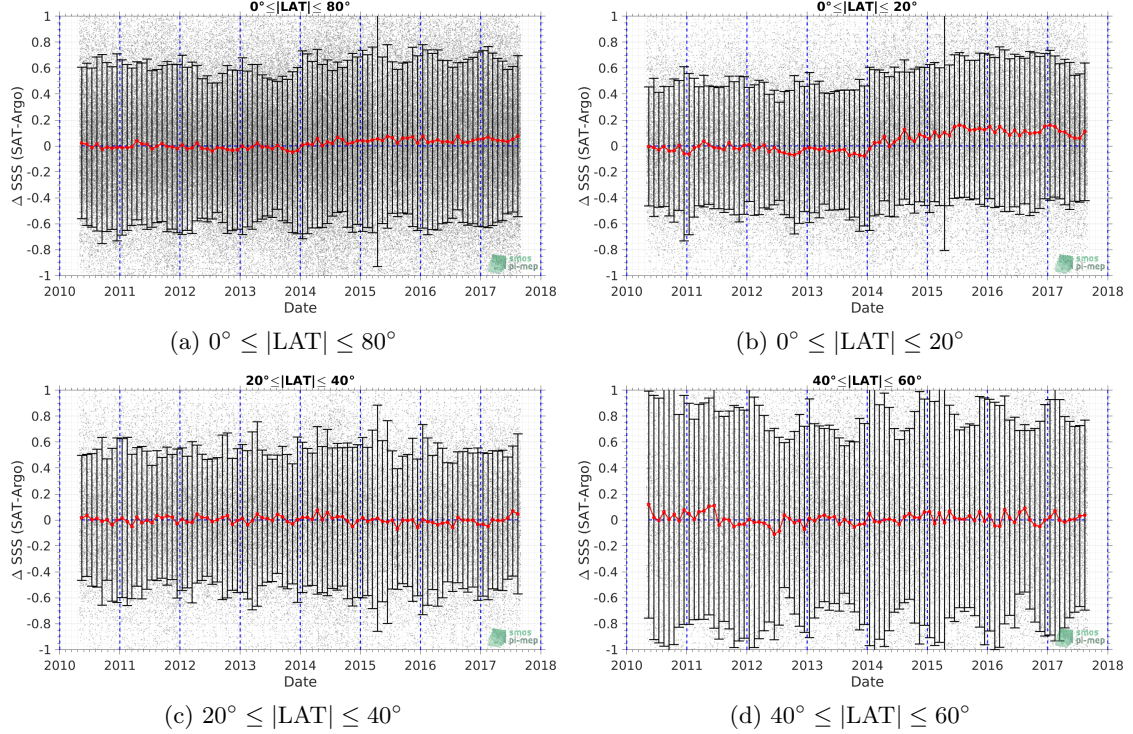 0°≤|LAT|≤ 80°
1
0.8
0.6
0.4
0.2
0
-0.2
-0.4
-0.6
-0.8
-1
Δ SSS (SAT-Argo)
2010 2011 2012 2013 2014 2015 2016 2017 2018
Date
smos
pi-mep
(a) 0° ≤ |LAT| ≤ 80°
0°≤|LAT|≤ 20°
1
0.8
0.6
0.4
0.2
0
-0.2
-0.4
-0.6
-0.8
-1
Δ SSS (SAT-Argo)
2010 2011 2012 2013 2014 2015 2016 2017 2018
Date
smos
pi-mep
(b) 0° ≤ |LAT| ≤ 20°
20°≤|LAT|≤ 40°
1
0.8
0.6
0.4
0.2
0
-0.2
-0.4
-0.6
-0.8
-1
Δ SSS (SAT-Argo)
2010 2011 2012 2013 2014 2015 2016 2017 2018
Date
smos
pi-mep
(c) 20° ≤ |LAT| ≤ 40°
40°≤|LAT|≤ 60°
1
0.8
0.6
0.4
0.2
0
-0.2
-0.4
-0.6
-0.8
-1
Δ SSS (SAT-Argo)
2010 2011 2012 2013 2014 2015 2016 2017 2018
Date
smos
pi-mep
(d) 40° ≤ |LAT| ≤ 60°